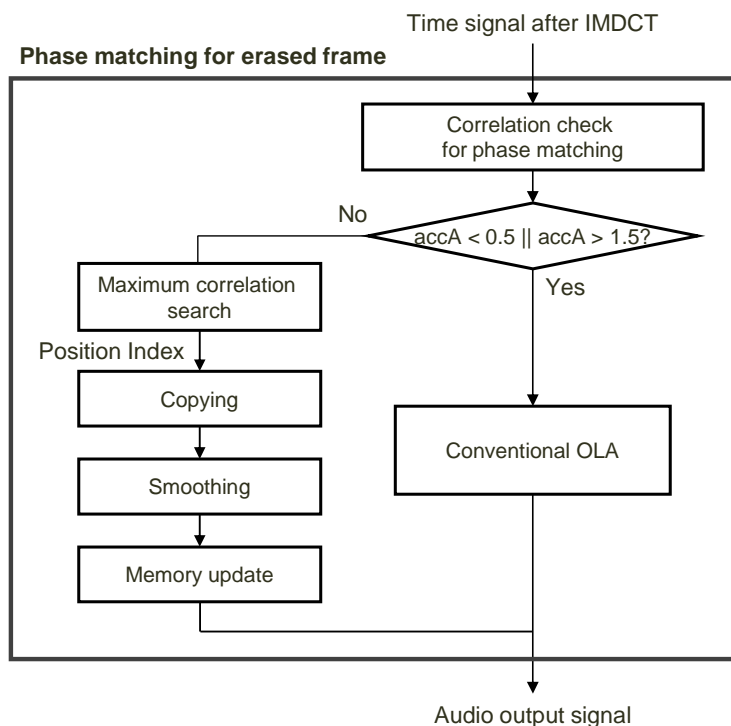 Time signal after IMDCT
Phase matching for erased frame
Correlation check
for phase matching
No
accA < 0.5 || accA > 1.5?
Yes
Maximum correlation
search
Position Index
Copying
Conventional OLA
Smoothing
Memory update
Audio output signal